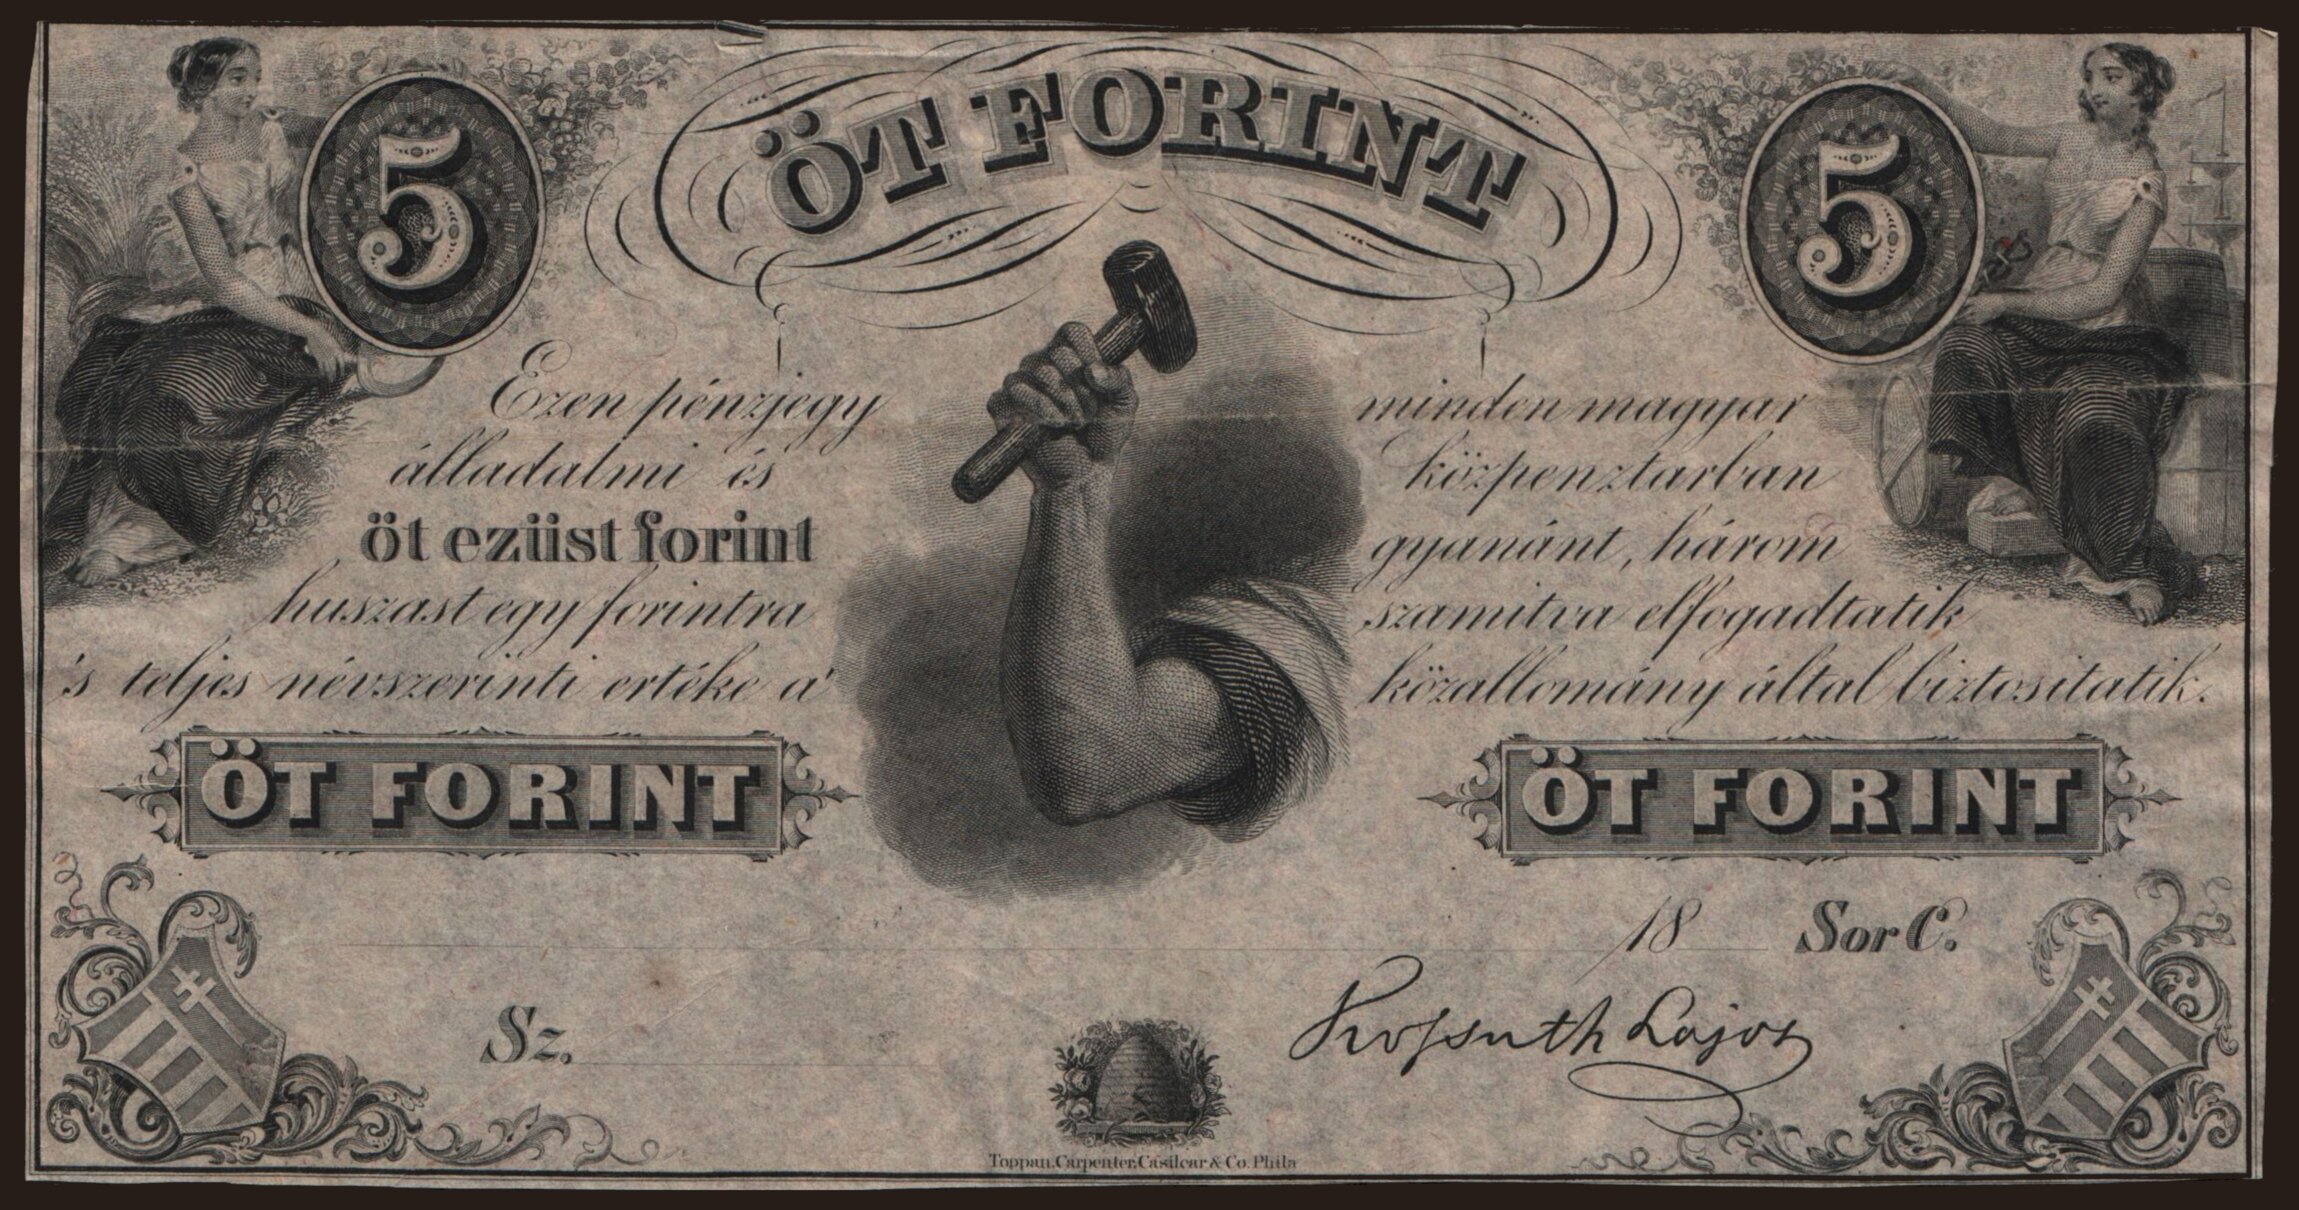 5 ÖT FORINT 5
Ezen pénzjegy minden magyar
álladalmi és közpenztarban
öt ezüst forint gyanánt, három
huszast egy forintra szamitva elfogadtatik
's teljes névszerinti ertéke a' közallomány által biztositatik.
ÖT FORINT ÖT FORINT
18 Sor C.
Sz. Kossuth Lajos
Toppan, Carpenter, Casilear & Co. Phila